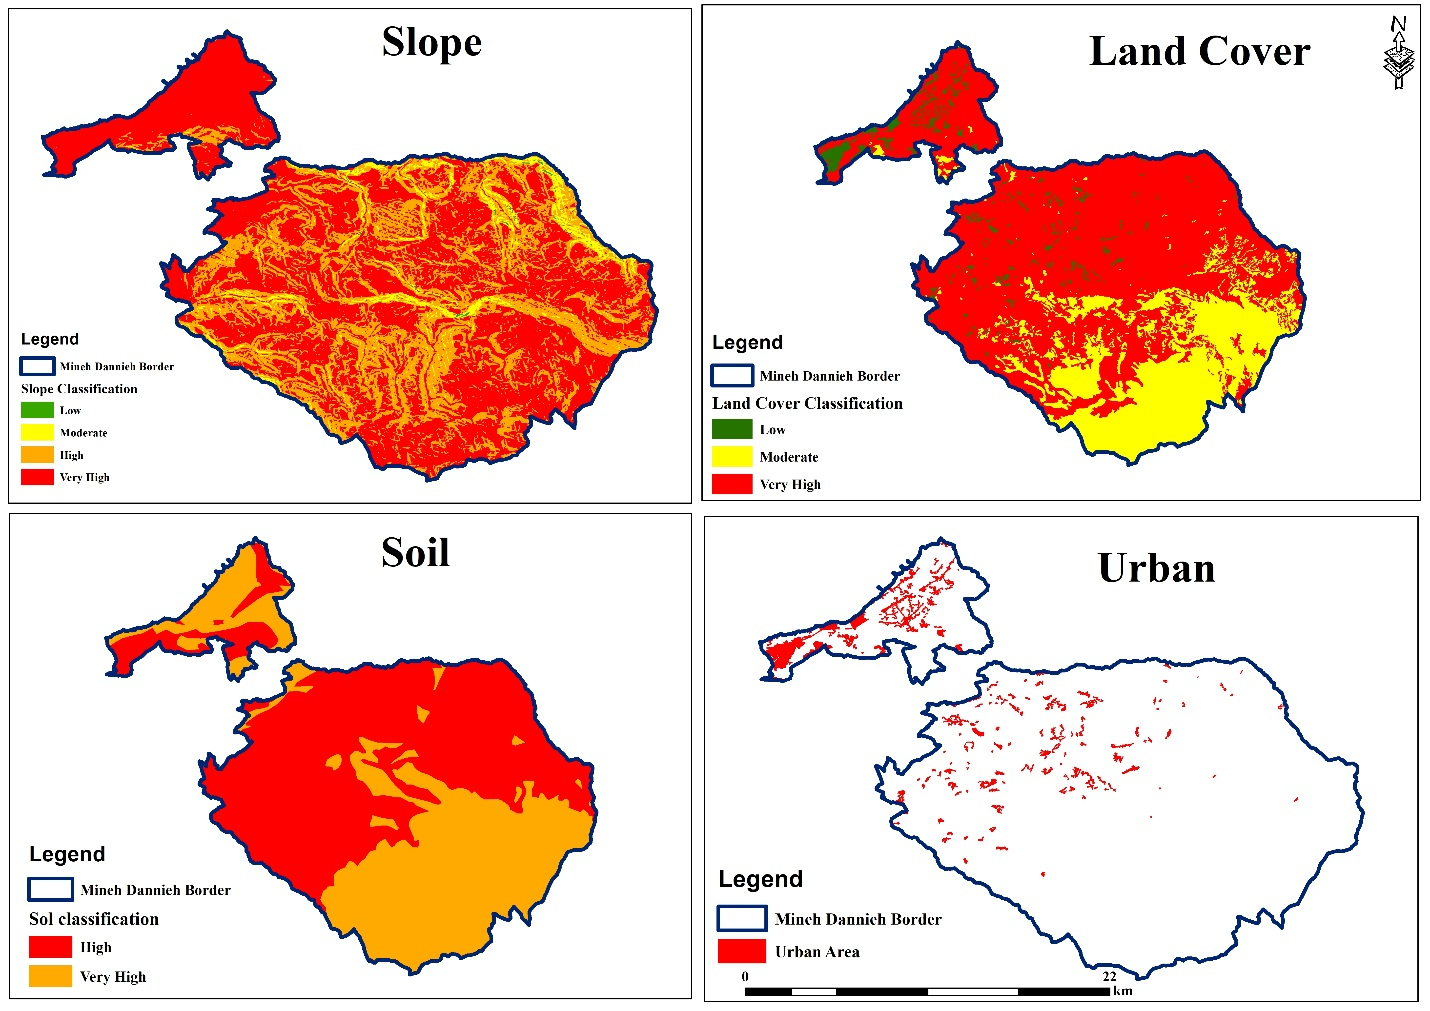 Slope
Legend
Minch Dannich Border
Slope Classification
Low
Moderate
High
Very High
Land Cover
N
Legend
Mineh Dannieh Border
Land Cover Classification
Low
Moderate
Very High
Soil
Legend
Mineh Dannieh Border
Sol classification
High
Very High
Urban
Legend
Mineh Dannieh Border
Urban Area
0 22
km